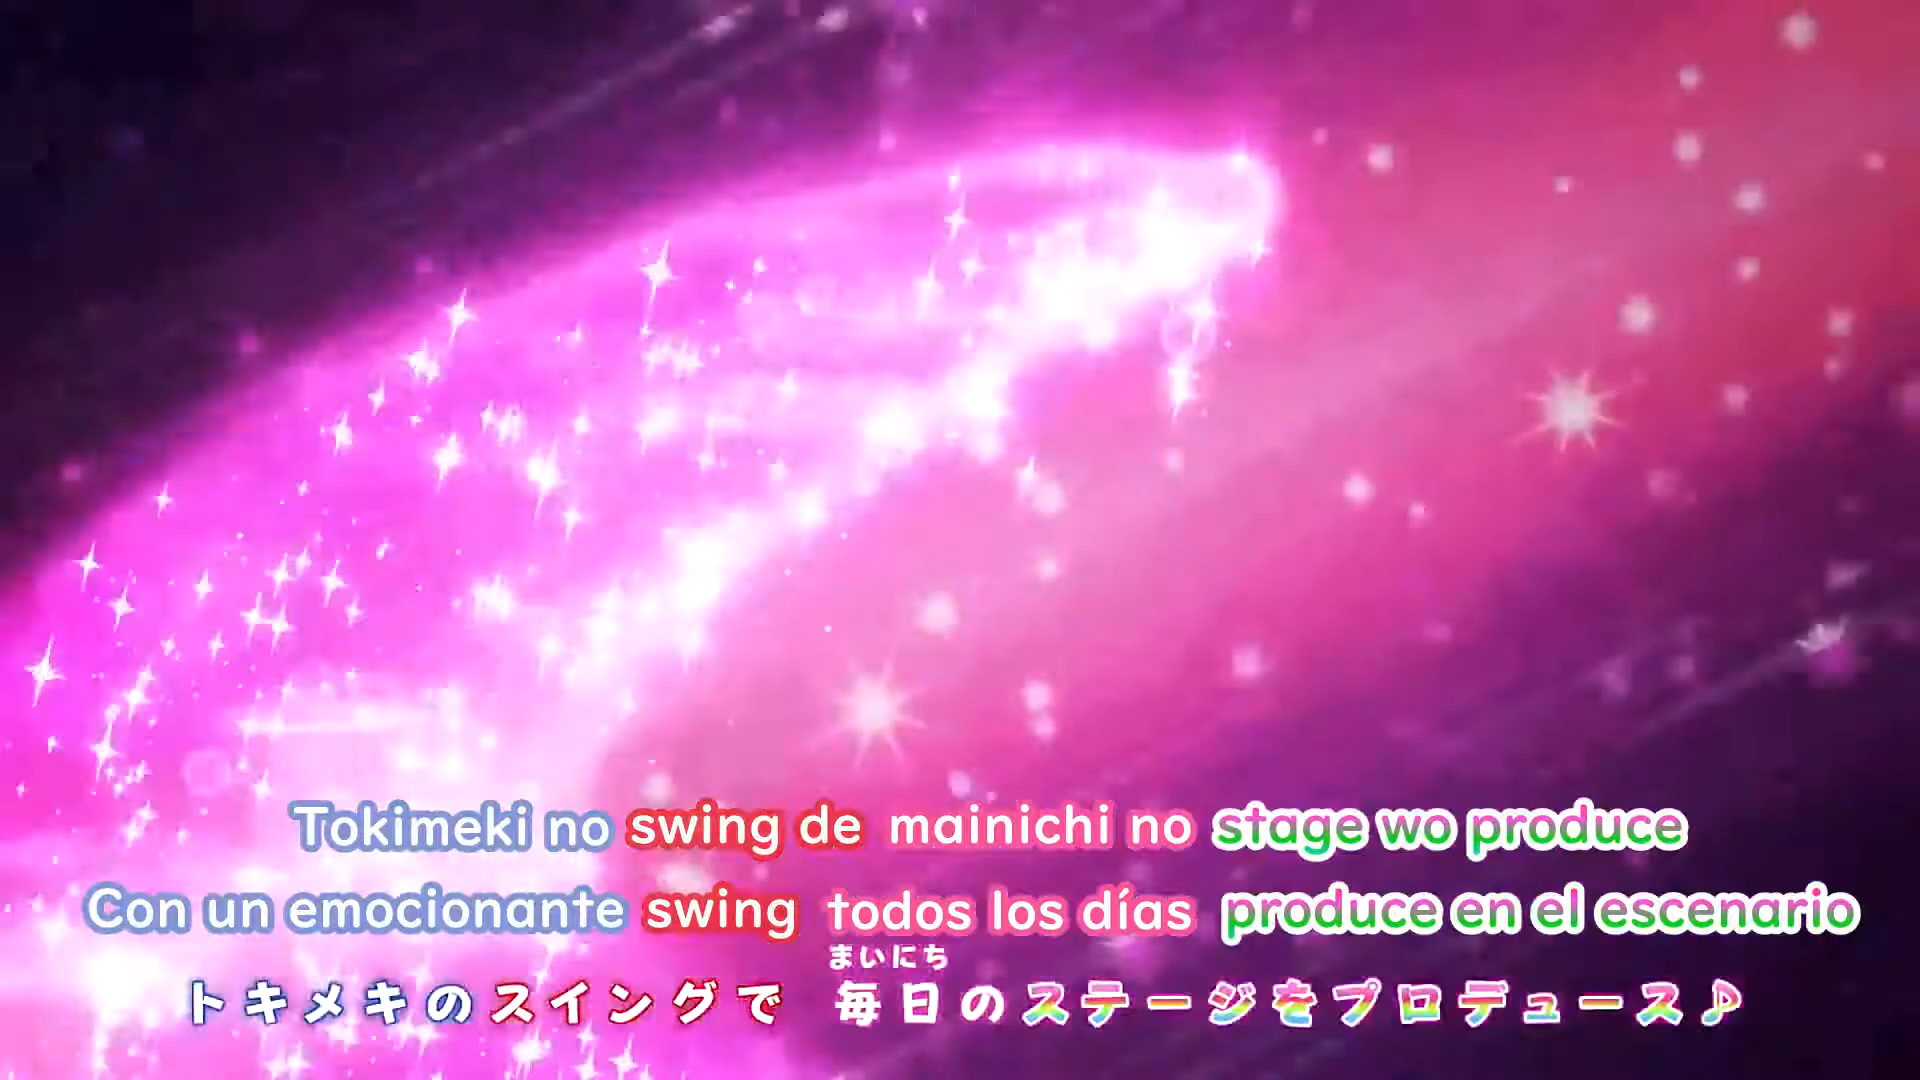 Tokimeki no swing de mainichi no stage wo produce
Con un emocionante swing todos los días produce en el escenario
まいにち
トキメキのスイングで 毎日のステージをプロデュース♪